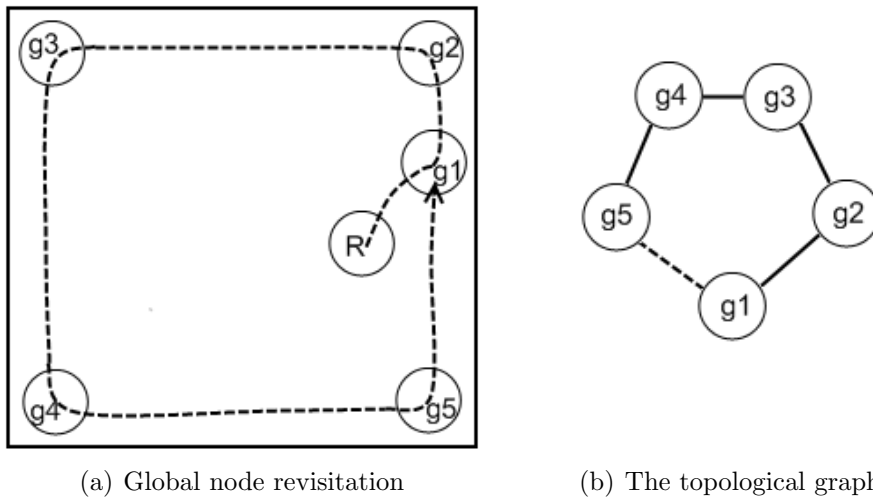 g3
g2
g1
R
g4
g5
g4
g3
g5
g2
g1
(a) Global node revisitation
(b) The topological graph